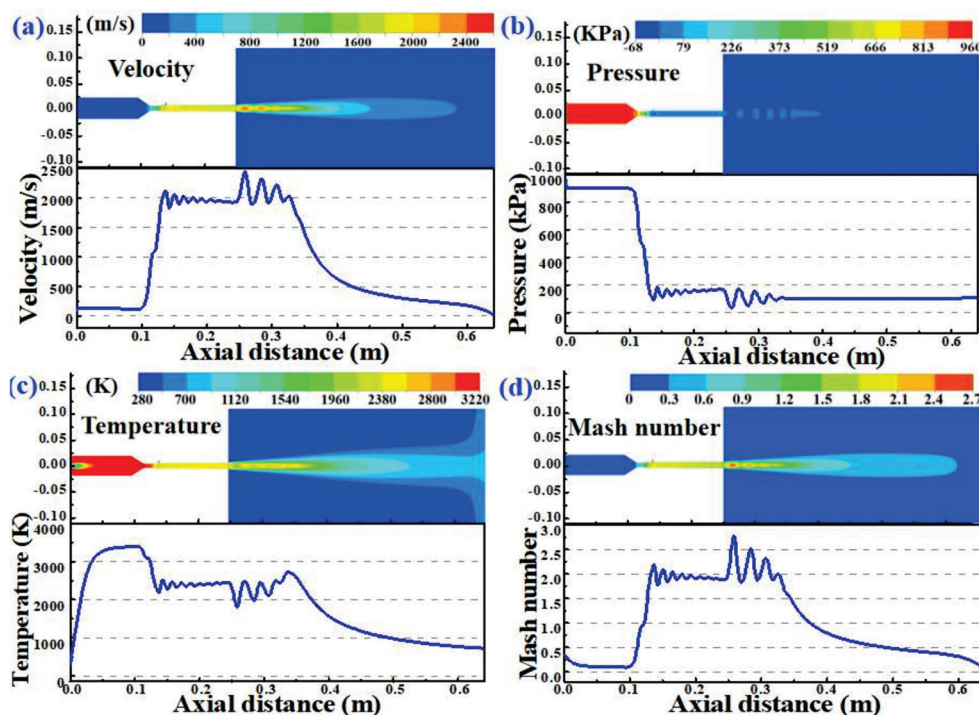 (a) (m/s)
0 400 800 1200 1600 2000 2400
Velocity
0.15
0.10
0.05
0.00
-0.05
-0.10
2500
2000
1500
1000
500
0
Velocity (m/s)
0.0 0.1 0.2 0.3 0.4 0.5 0.6
Axial distance (m)
(b) (KPa)
-68 79 226 373 519 666 813 960
Pressure
0.15
0.10
0.05
0.00
-0.05
-0.10
1000
800
600
400
200
0
Pressure (kPa)
0.0 0.1 0.2 0.3 0.4 0.5 0.6
Axial distance (m)
(c) (K)
280 700 1120 1540 1960 2380 2800 3220
Temperature
0.15
0.10
0.05
0.00
-0.05
-0.10
4000
3000
2000
1000
0
Temperature (K)
0.0 0.1 0.2 0.3 0.4 0.5 0.6
Axial distance (m)
(d)
0 0.3 0.6 0.9 1.2 1.5 1.8 2.1 2.4 2.7
Mash number
0.15
0.10
0.05
0.00
-0.05
-0.10
3.0
2.5
2.0
1.5
1.0
0.5
0.0
Mash number
0.0 0.1 0.2 0.3 0.4 0.5 0.6
Axial distance (m)